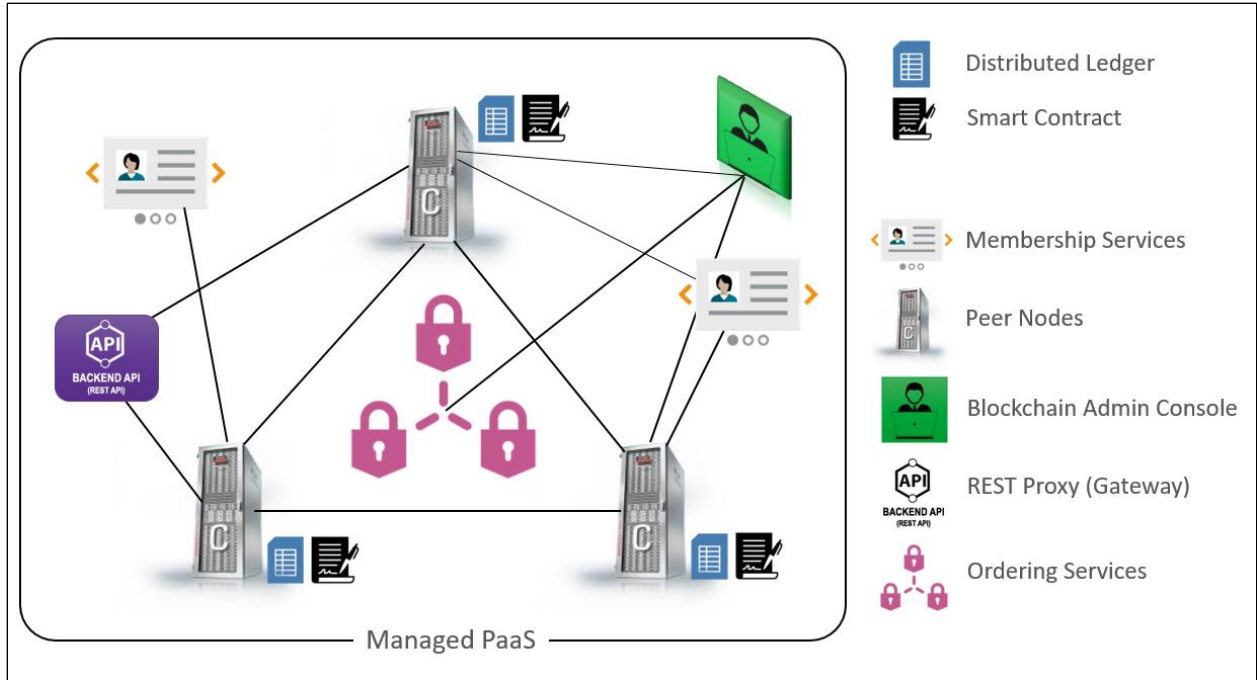 API
BACKEND API
(REST API)
C
C
C
Managed PaaS
Distributed Ledger
Smart Contract
Membership Services
C
Peer Nodes
Blockchain Admin Console
API
BACKEND API
(REST API)
REST Proxy (Gateway)
Ordering Services